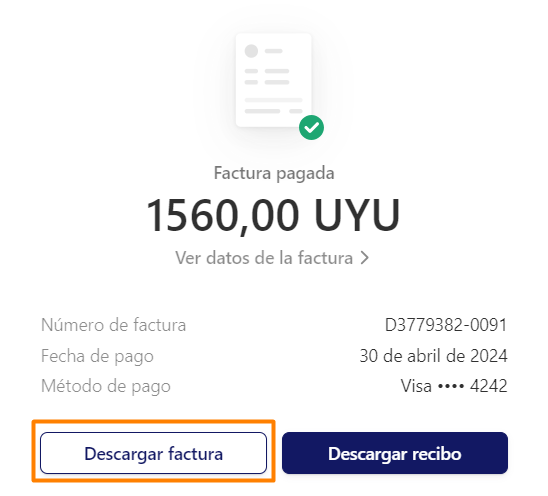 Factura pagada
1560,00 UYU
Ver datos de la factura >
Número de factura D3779382-0091
Fecha de pago 30 de abril de 2024
Método de pago Visa •••• 4242
Descargar factura Descargar recibo